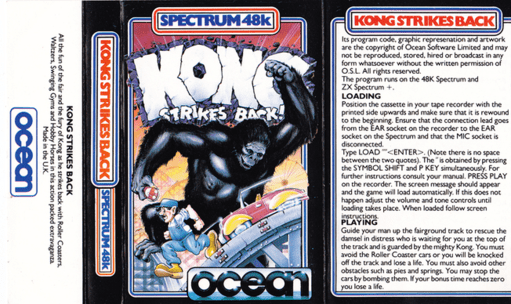 All the fun of the fair and the fury of Kong as he strikes back with Roller Coasters,
Waltzers, Swinging Gyms and Hobby Horses in this action packed extravaganza.
Made in the U.K.
KONG STRIKES BACK
ocean
KONG STRIKES BACK
SPECTRUM 48k
SPECTRUM 48k
KONG
STRIKES BACK!
ocean
KONG STRIKES BACK
Its program code, graphic represenation and artwork
are the copyright of Ocean Software Limited and may
not be reproduced, stored, hired or broadcast in any
form whatsoever without the written permission of
O.S.L. All rights reserved.
The program runs on the 48K Spectrum and
ZX Spectrum +.
LOADING
Position the cassette in your tape recorder with the
printed side upwards and make sure that it is rewound
to the beginning. Ensure that the connection lead goes
from the EAR socket on the recorder to the EAR
socket on the Spectrum and that the MIC socket is
disconnected.
Type LOAD ""<ENTER>. (Note there is no space
between the two quotes). The " is obtained by pressing
the SYMBOL SHIFT and P KEY simultaneously. For
further instructions consult your manual. PRESS PLAY
on the recorder. The screen message should appear
and the game will load automatically. If this does not
happen adjust the volume and tone controls until
loading takes place. When loaded follow screen
instructions.
PLAYING
Guide your man up the fairground track to rescue the
damsel in distress who is waiting for you at the top of
the track and is guarded by the mighty Kong. You must
avoid the Roller Coaster cars or you will be knocked
off the track and lose a life. You must also avoid other
obstacles such as pies and springs. You may stop the
cars by bombing them. If your bonus time reaches zero
you lose a life.